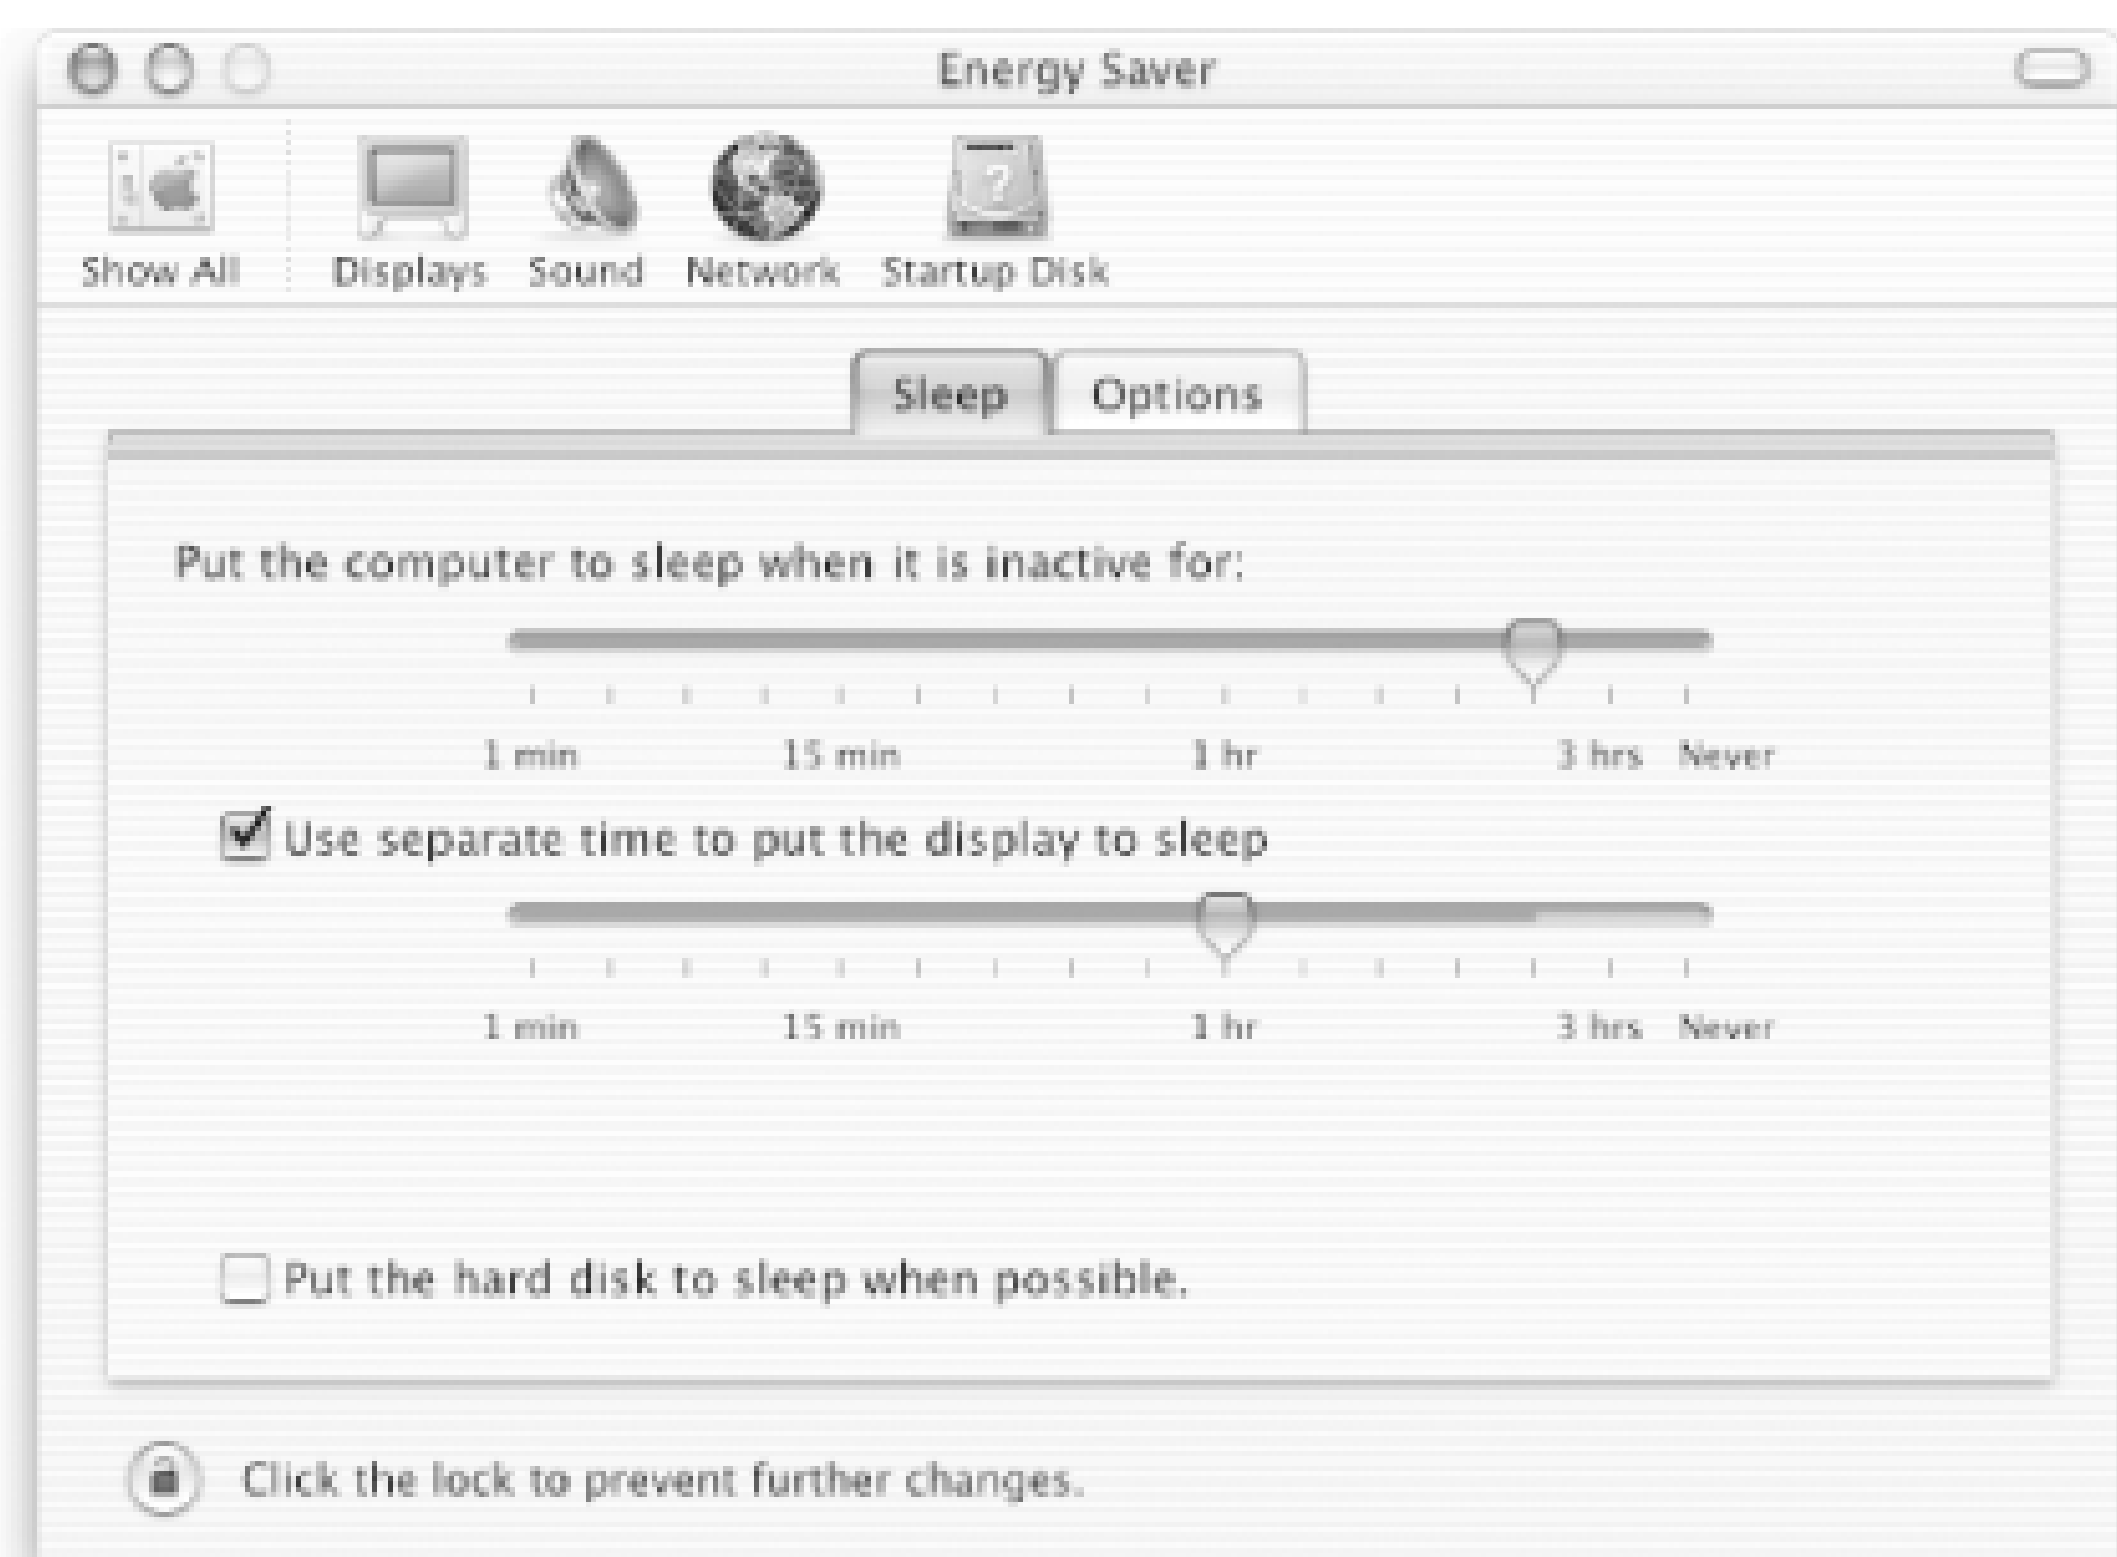 Energy Saver
Show All Displays Sound Network Startup Disk
Sleep Options
Put the computer to sleep when it is inactive for:
1 min 15 min 1 hr 3 hrs Never
Use separate time to put the display to sleep
1 min 15 min 1 hr 3 hrs Never
Put the hard disk to sleep when possible.
Click the lock to prevent further changes.